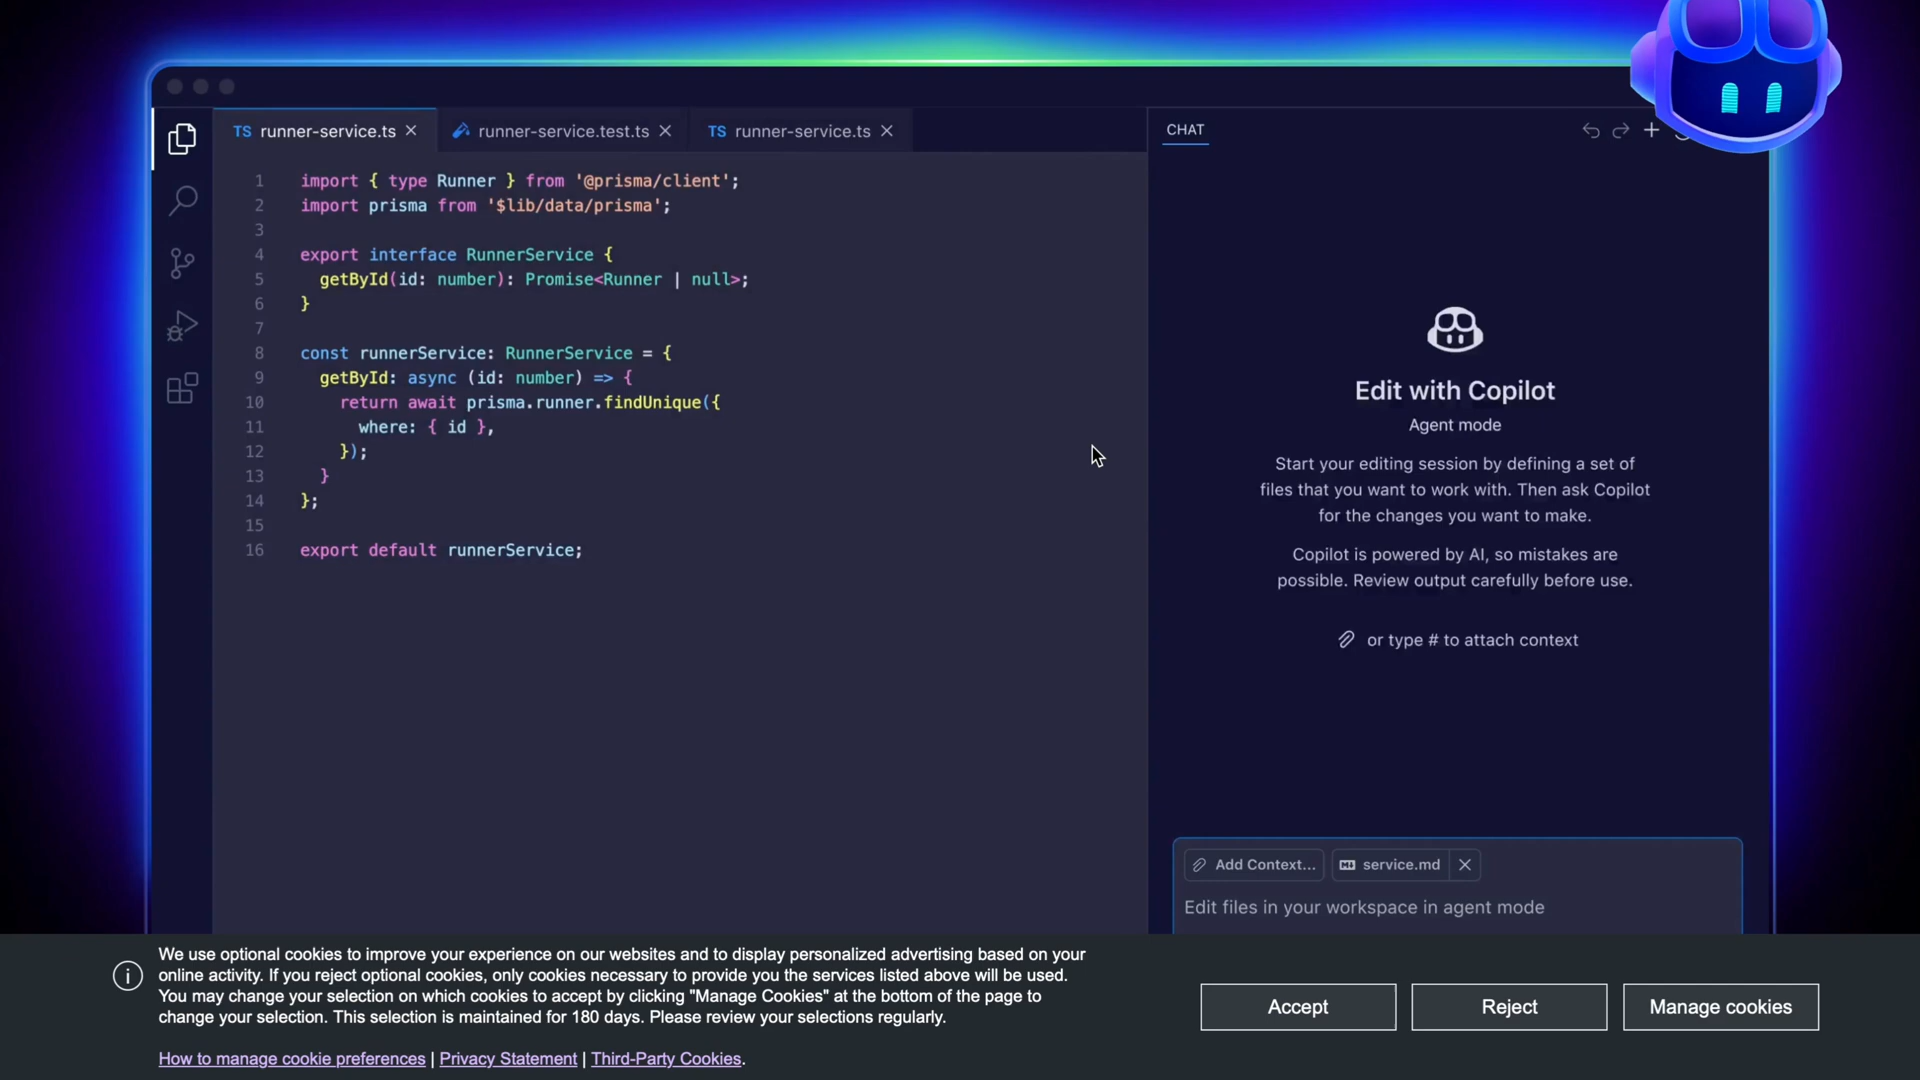 TS runner-service.ts
runner-service.test.ts
TS runner-service.ts
1 import { type Runner } from '@prisma/client';
2 import prisma from '$lib/data/prisma';
3
4 export interface RunnerService {
5 getById(id: number): Promise<Runner | null>;
6 }
7
8 const runnerService: RunnerService = {
9 getById: async (id: number) => {
10 return await prisma.runner.findUnique({
11 where: { id },
12 });
13 }
14 };
15
16 export default runnerService;
CHAT
Edit with Copilot
Agent mode
Start your editing session by defining a set of
files that you want to work with. Then ask Copilot
for the changes you want to make.
Copilot is powered by AI, so mistakes are
possible. Review output carefully before use.
or type # to attach context
Add Context...
service.md
Edit files in your workspace in agent mode
We use optional cookies to improve your experience on our websites and to display personalized advertising based on your
online activity. If you reject optional cookies, only cookies necessary to provide you the services listed above will be used.
You may change your selection on which cookies to accept by clicking "Manage Cookies" at the bottom of the page to
change your selection. This selection is maintained for 180 days. Please review your selections regularly.
How to manage cookie preferences | Privacy Statement | Third-Party Cookies.
Accept
Reject
Manage cookies